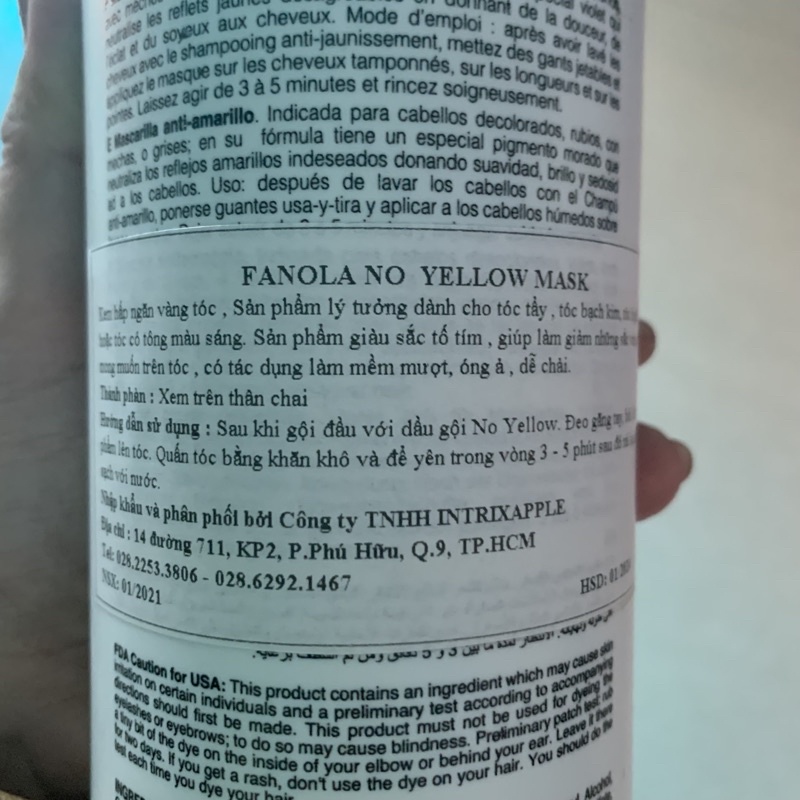 neutralise les reflets jaunes donnant de la douceur, de
l'éclat et du soyeux aux cheveux. Mode d'emploi : après avoir lavé les
cheveux avec le shampooing anti-jaunissement, mettez des gants jetables et
appliquez le masque sur les cheveux tamponnés, sur les longueurs et sur les
pointes. Laissez agir de 3 à 5 minutes et rincez soigneusement.
E Mascarilla anti-amarillo. Indicada para cabellos decolorados, rubios, con
mechas, o grises; en su fórmula tiene un especial pigmento morado que
neutraliza los reflejos amarillos indeseados donando suavidad, brillo y sedosid
ad a los cabellos. Uso: después de lavar los cabellos con el Champú
anti-amarillo, ponerse guantes usa-y-tira y aplicar a los cabellos húmedos sobre
FANOLA NO YELLOW MASK
Kem hấp ngăn vàng tóc , Sản phẩm lý tưởng dành cho tóc tẩy , tóc bạch kim,
hoặc tóc có tông màu sáng. Sản phẩm giàu sắc tố tím , giúp làm giảm những
mong muốn trên tóc , có tác dụng làm mềm mượt, óng ả , dễ chải.
Thành phần : Xem trên thân chai
Hướng dẫn sử dụng : Sau khi gội đầu với dầu gội No Yellow. Đeo găng tay,
phẩm lên tóc. Quấn tóc bằng khăn khô và để yên trong vòng 3 - 5 phút sau đó
sạch với nước.
Nhập khẩu và phân phối bởi Công ty TNHH INTRIXAPPLE
Địa chỉ : 14 đường 711, KP2, P.Phú Hữu, Q.9, TP.HCM
Tel: 028.2253.3806 - 028.6292.1467
NSX: 01/2021 HSD: 01/
FDA Caution for USA: This product contains an ingredient which may cause skin
irritation on certain individuals and a preliminary test according to accompanying
directions should first be made. This product must not be used for dyeing the
eyelashes or eyebrows; to do so may cause blindness. Preliminary patch test: rub
a tiny bit of the dye on the inside of your elbow or behind your ear. Leave it there
for two days. If you get a rash, don't use the dye on your hair. You should do the
test each time you dye your hair
Alcohol,